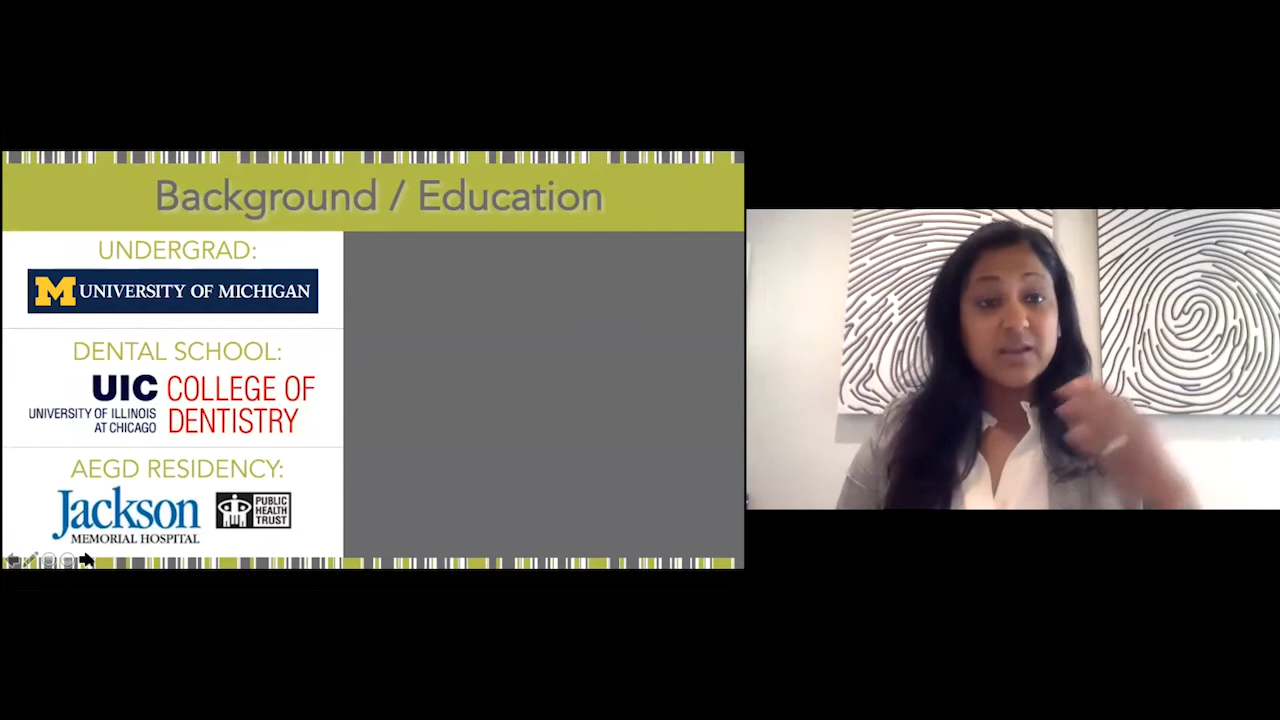 Background / Education
UNDERGRAD:
M UNIVERSITY OF MICHIGAN
DENTAL SCHOOL:
UIC COLLEGE OF
UNIVERSITY OF ILLINOIS DENTISTRY
AT CHICAGO
AEGD RESIDENCY:
Jackson
MEMORIAL HOSPITAL
PUBLIC
HEALTH
TRUST